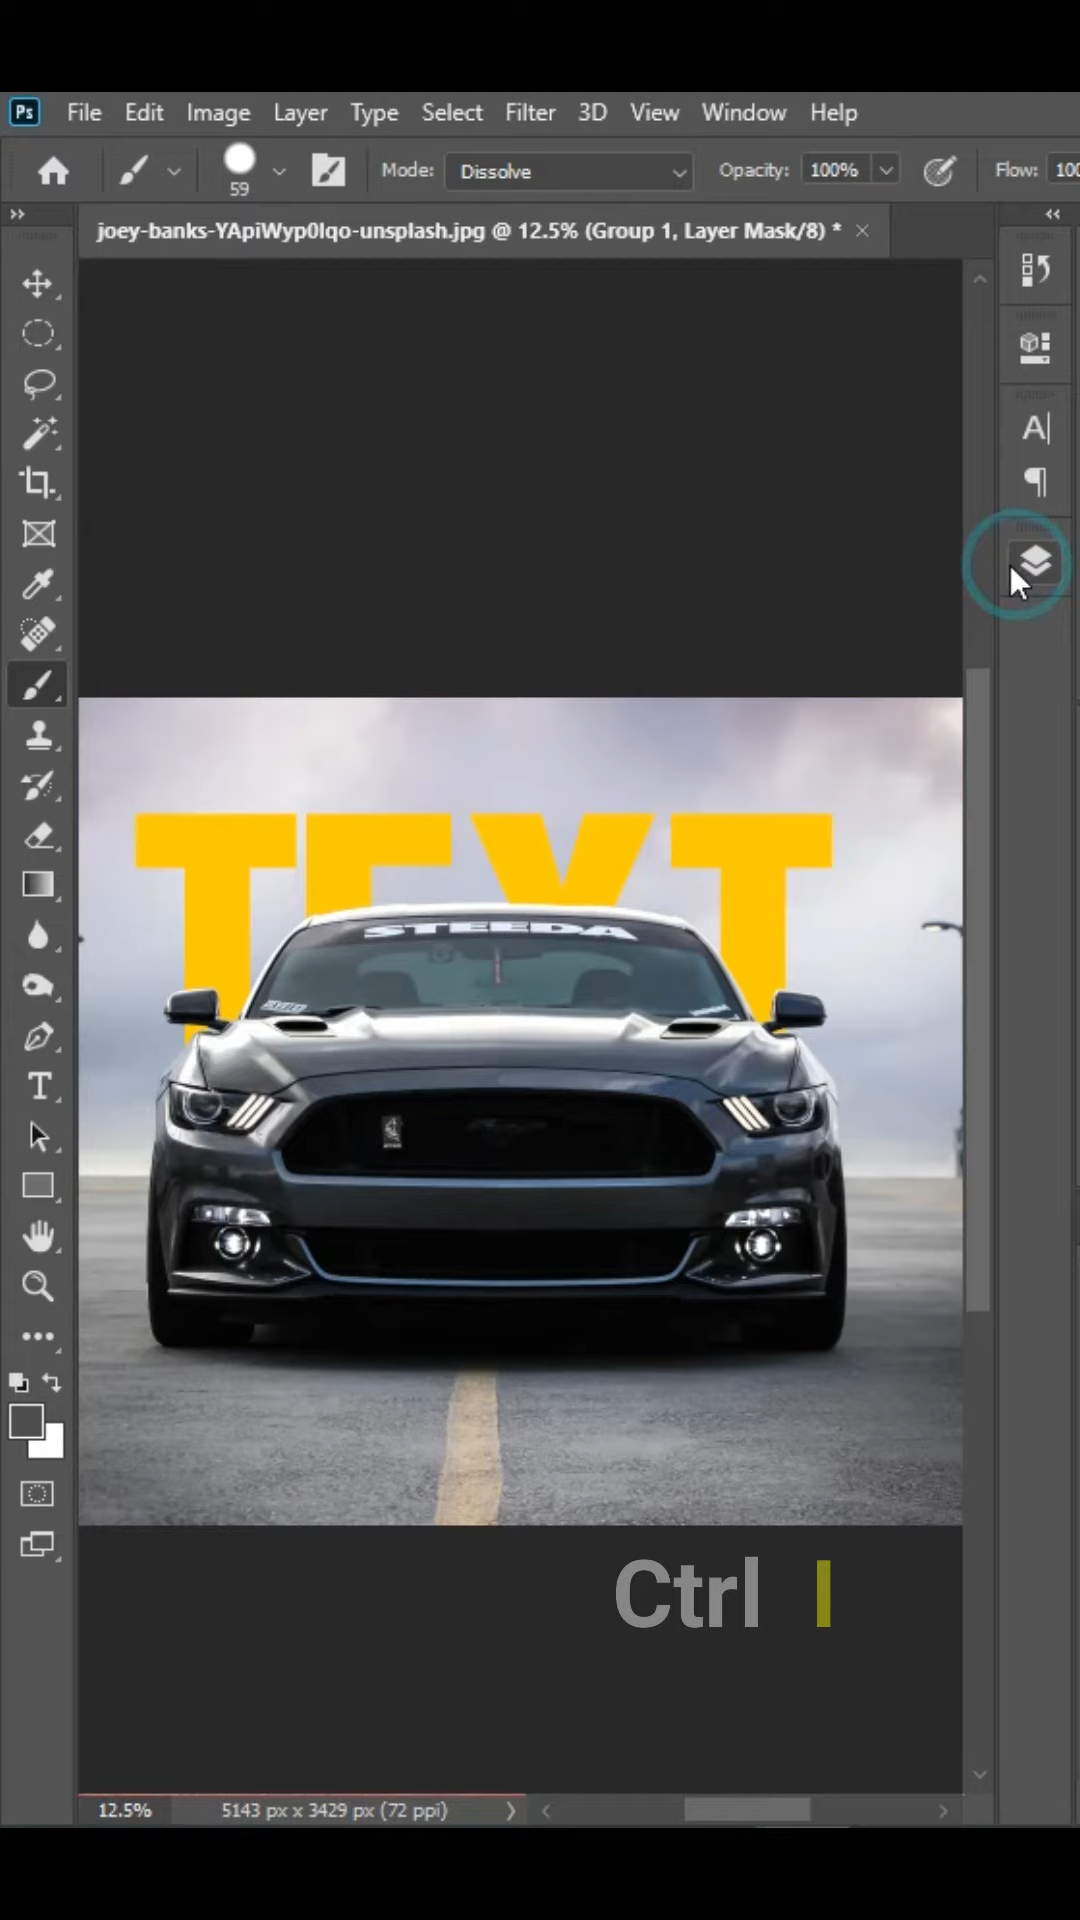 Ps File Edit Image Layer Type Select Filter 3D View Window Help
59 Mode: Dissolve Opacity: 100% Flow: 100
joey-banks-YApiWyp0lqo-unsplash.jpg @ 12.5% (Group 1, Layer Mask/8) *
TEXT
STEEDA
Ctrl I
12.5% 5143 px x 3429 px (72 ppi)